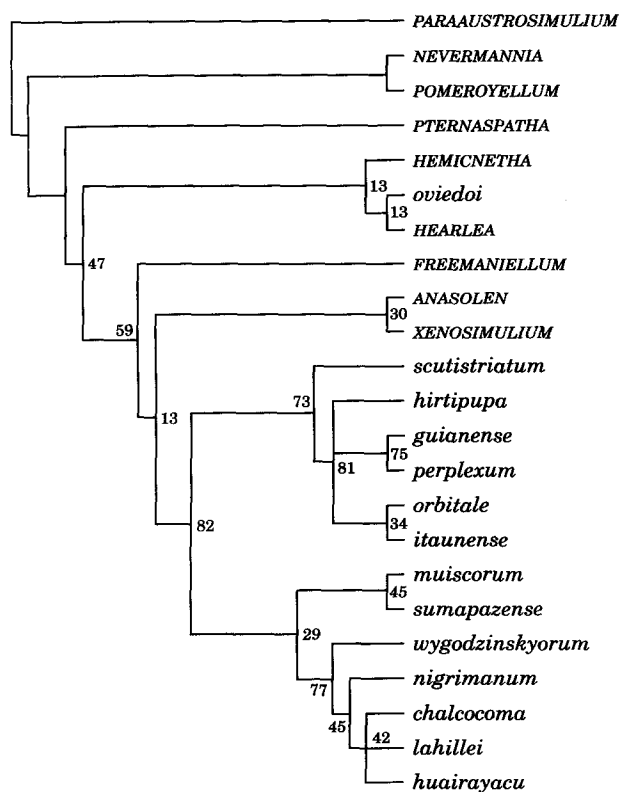 PARAAUSTROSIMULIUM
NEVERMANNIA
POMEROYELLUM
PTERNASPATHA
HEMICNETHA
13
oviedoi
13
HEARLEA
47
FREEMANIELLUM
ANASOLEN
30
59
XENOSIMULIUM
scutistriatum
73
hirtipupa
13
guianense
75
perplexum
81
orbitale
34
82
itaunense
muiscorum
45
sumapazense
29
wygodzinskyorum
nigrimanum
77
chalcocoma
45
42
lahillei
huairayacu